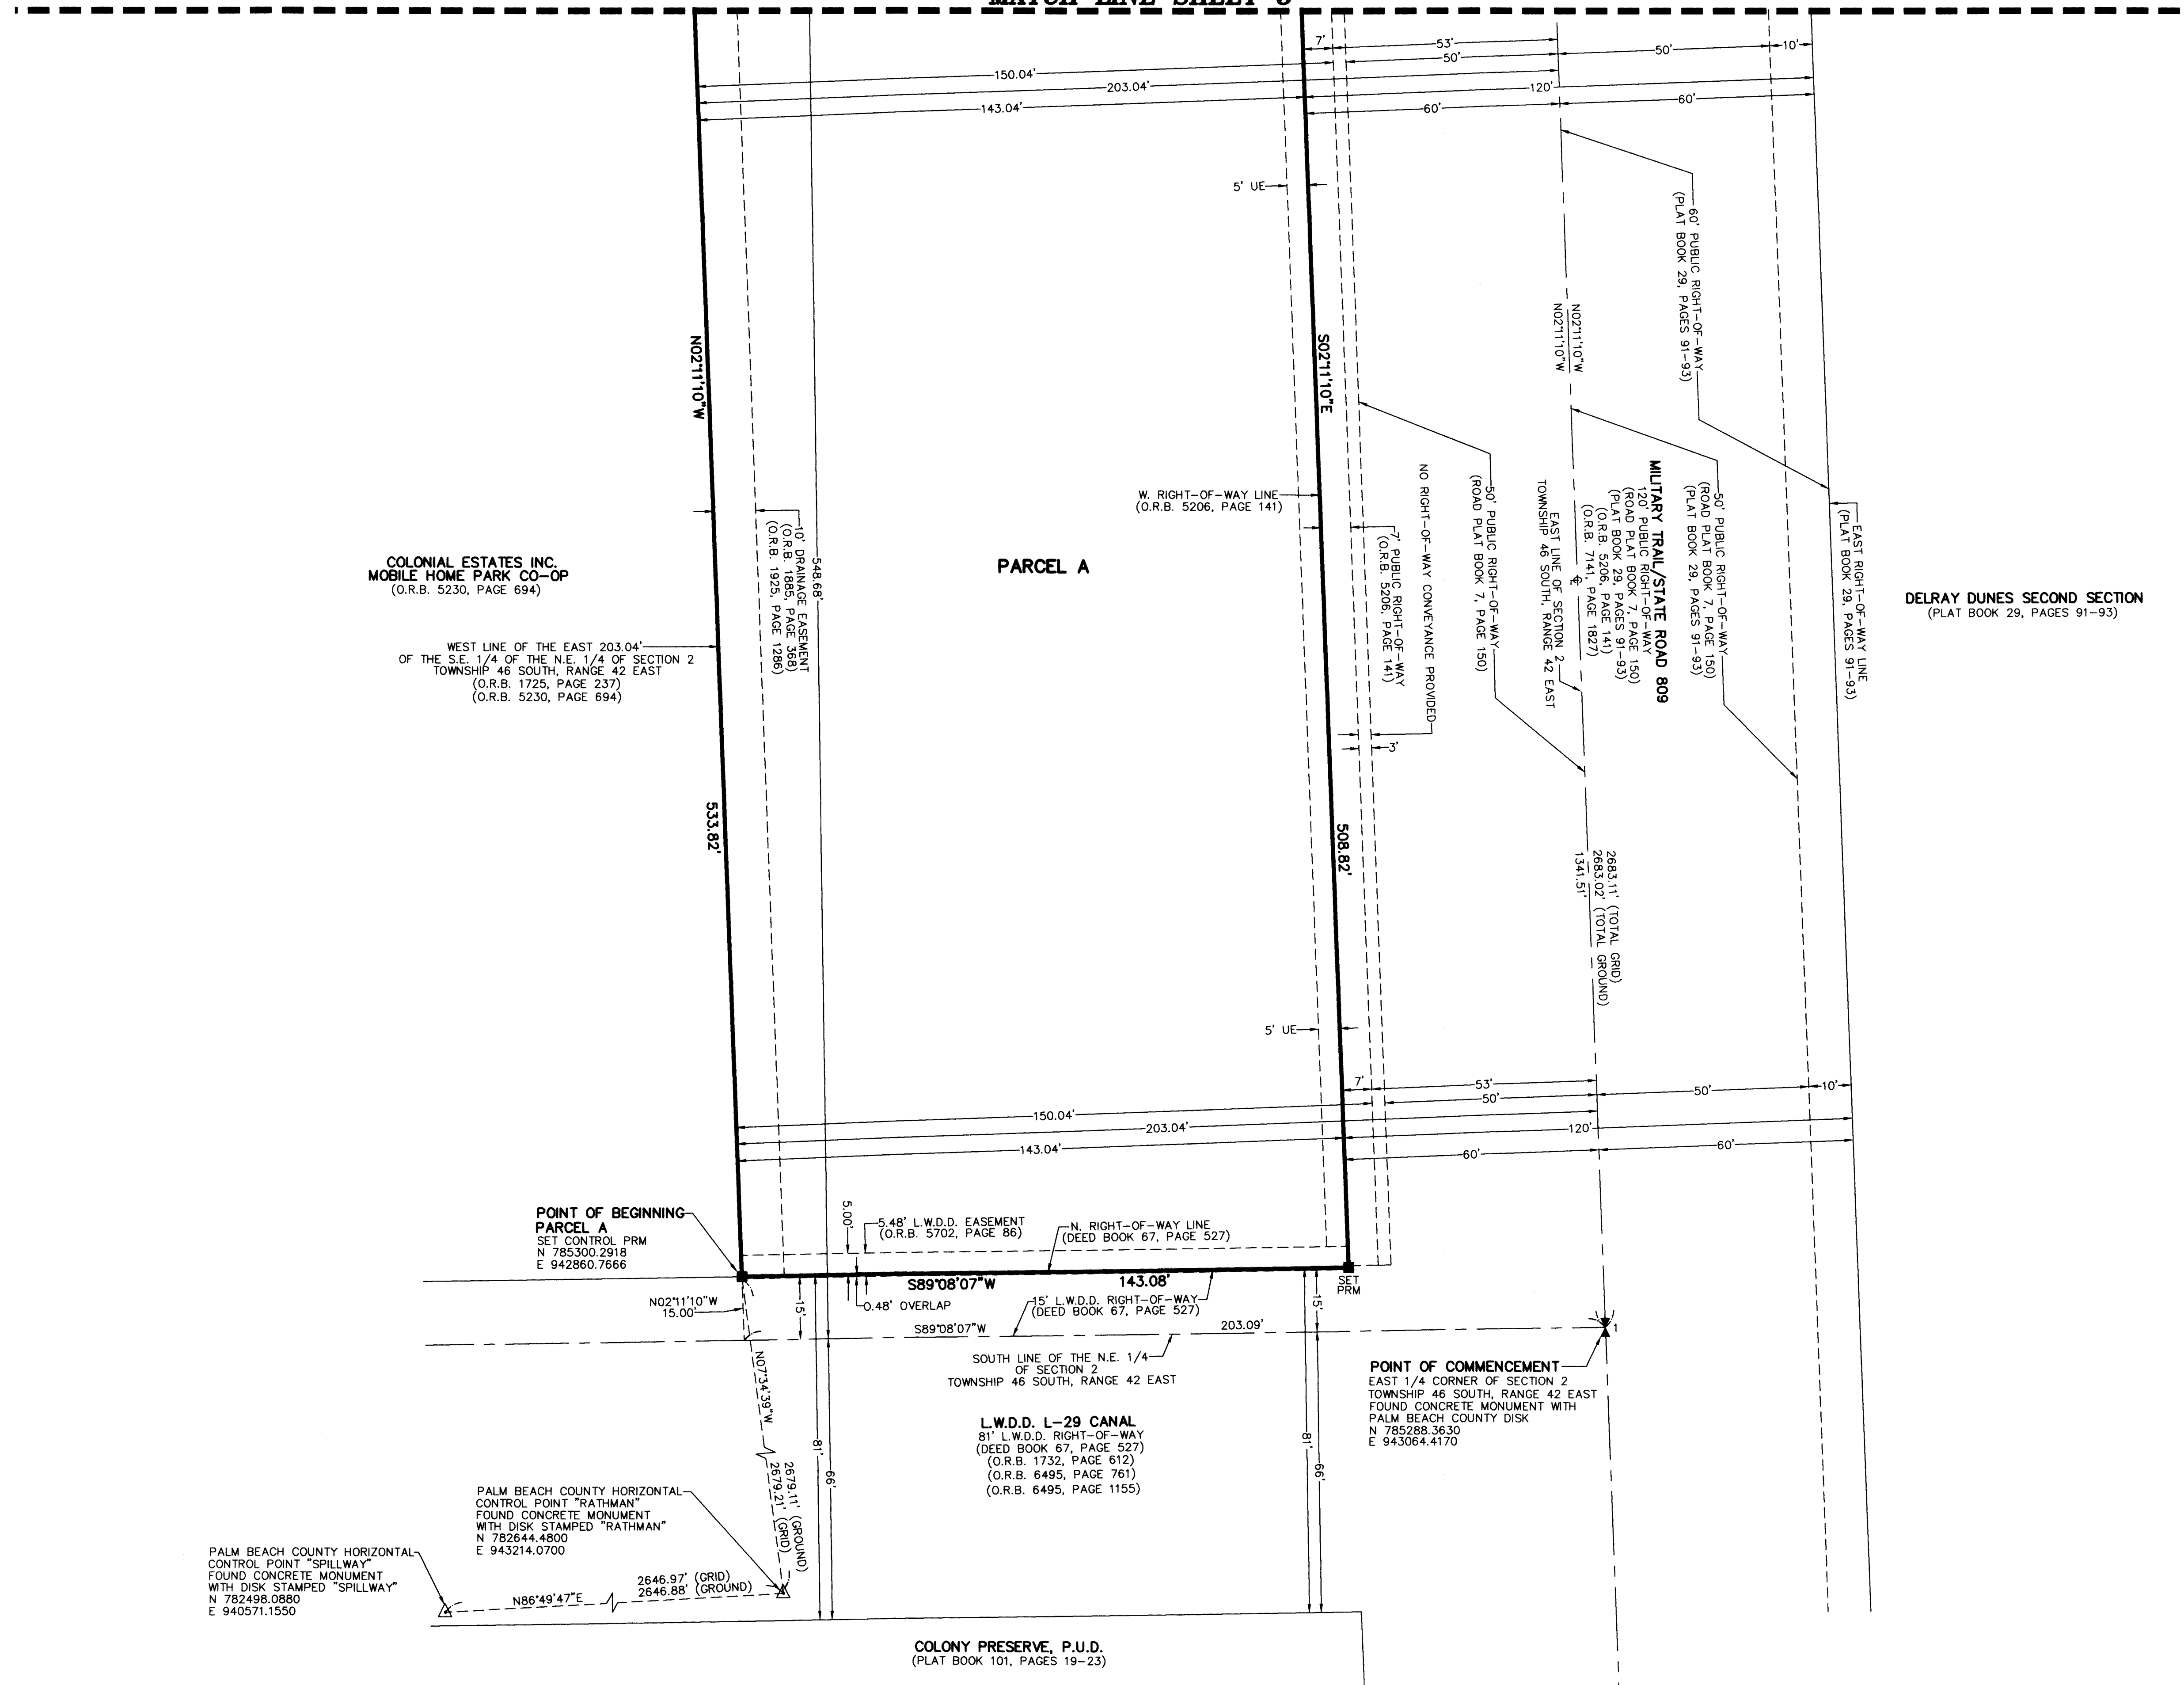 MATCH LINE SHEET 3
7'
53'
50'
50'
10'
150.04'
203.04'
120'
143.04'
60'
60'
5' UE
60' PUBLIC RIGHT-OF-WAY
(PLAT BOOK 29, PAGES 91-93)
N02°11'10"W
N02°11'10"W
N02°11'10"W
S02°11'10"E
W. RIGHT-OF-WAY LINE
(O.R.B. 5206, PAGE 141)
PARCEL A
COLONIAL ESTATES INC.
MOBILE HOME PARK CO-OP
(O.R.B. 5230, PAGE 694)
WEST LINE OF THE EAST 203.04'
OF THE S.E. 1/4 OF THE N.E. 1/4 OF SECTION 2
TOWNSHIP 46 SOUTH, RANGE 42 EAST
(O.R.B. 1725, PAGE 237)
(O.R.B. 5230, PAGE 694)
548.68'
10' DRAINAGE EASEMENT
(O.R.B. 1885, PAGE 368)
(O.R.B. 1925, PAGE 1286)
7' PUBLIC RIGHT-OF-WAY
(O.R.B. 5206, PAGE 141)
NO RIGHT-OF-WAY CONVEYANCE PROVIDED
3'
50' PUBLIC RIGHT-OF-WAY
(ROAD PLAT BOOK 7, PAGE 150)
EAST LINE OF SECTION 2
TOWNSHIP 46 SOUTH, RANGE 42 EAST
MILITARY TRAIL/STATE ROAD 809
120' PUBLIC RIGHT-OF-WAY
(ROAD PLAT BOOK 7, PAGE 150)
(PLAT BOOK 29, PAGES 91-93)
(O.R.B. 5206, PAGE 141)
(O.R.B. 7141, PAGE 1827)
50' PUBLIC RIGHT-OF-WAY
(ROAD PLAT BOOK 7, PAGE 150)
(PLAT BOOK 29, PAGES 91-93)
EAST RIGHT-OF-WAY LINE
(PLAT BOOK 29, PAGES 91-93)
DELRAY DUNES SECOND SECTION
(PLAT BOOK 29, PAGES 91-93)
533.82'
508.82'
2683.11' (TOTAL GRID)
2683.02' (TOTAL GROUND)
1341.51'
5' UE
7'
53'
50'
50'
10'
150.04'
203.04'
120'
143.04'
60'
60'
POINT OF BEGINNING
PARCEL A
SET CONTROL PRM
N 785300.2918
E 942860.7666
5.00'
5.48' L.W.D.D. EASEMENT
(O.R.B. 5702, PAGE 86)
N. RIGHT-OF-WAY LINE
(DEED BOOK 67, PAGE 527)
S89°08'07"W
143.08'
SET
PRM
N02°11'10"W
15.00'
15'
0.48' OVERLAP
15' L.W.D.D. RIGHT-OF-WAY
(DEED BOOK 67, PAGE 527)
15'
S89°08'07"W
203.09'
1
SOUTH LINE OF THE N.E. 1/4
OF SECTION 2
TOWNSHIP 46 SOUTH, RANGE 42 EAST
POINT OF COMMENCEMENT
EAST 1/4 CORNER OF SECTION 2
TOWNSHIP 46 SOUTH, RANGE 42 EAST
FOUND CONCRETE MONUMENT WITH
PALM BEACH COUNTY DISK
N 785288.3630
E 943064.4170
L.W.D.D. L-29 CANAL
81' L.W.D.D. RIGHT-OF-WAY
(DEED BOOK 67, PAGE 527)
(O.R.B. 1732, PAGE 612)
(O.R.B. 6495, PAGE 761)
(O.R.B. 6495, PAGE 1155)
N07°34'39"W
2679.11' (GROUND)
2679.21' (GRID)
81'
66'
81'
66'
PALM BEACH COUNTY HORIZONTAL
CONTROL POINT "RATHMAN"
FOUND CONCRETE MONUMENT
WITH DISK STAMPED "RATHMAN"
N 782644.4800
E 943214.0700
PALM BEACH COUNTY HORIZONTAL
CONTROL POINT "SPILLWAY"
FOUND CONCRETE MONUMENT
WITH DISK STAMPED "SPILLWAY"
N 782498.0880
E 940571.1550
N86°49'47"E
2646.97' (GRID)
2646.88' (GROUND)
COLONY PRESERVE, P.U.D.
(PLAT BOOK 101, PAGES 19-23)